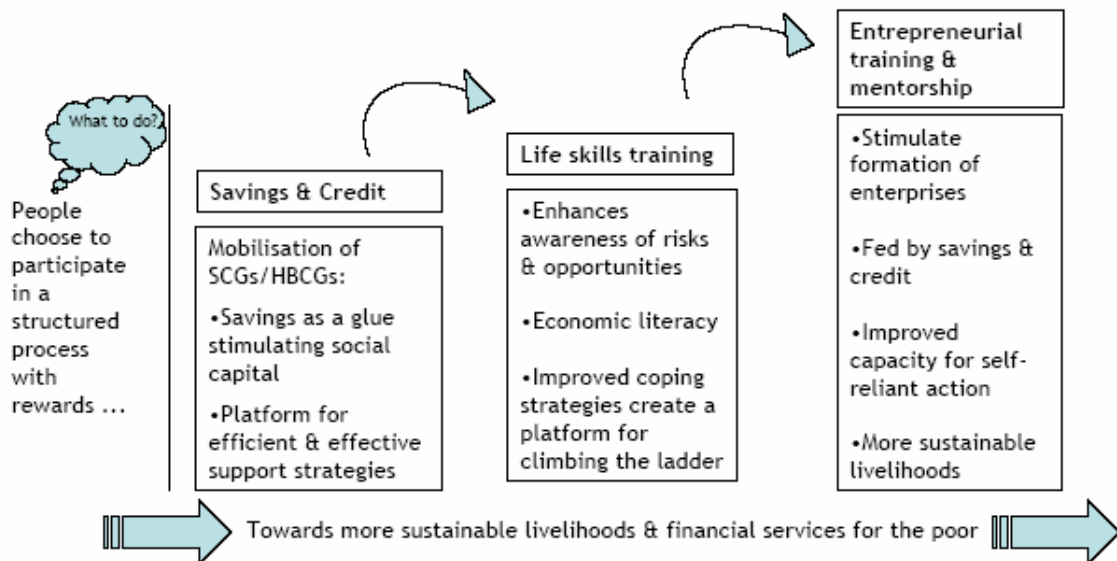 What to do?
People
choose to
participate
in a
structured
process
with
rewards ...
Savings & Credit
Mobilisation of
SCGs/HBCGs:
•Savings as a glue
stimulating social
capital
•Platform for
efficient & effective
support strategies
Life skills training
•Enhances
awareness of risks
& opportunities
•Economic literacy
•Improved coping
strategies create a
platform for
climbing the ladder
Entrepreneurial
training &
mentorship
•Stimulate
formation of
enterprises
•Fed by savings &
credit
•Improved
capacity for self-
reliant action
•More sustainable
livelihoods
Towards more sustainable livelihoods & financial services for the poor